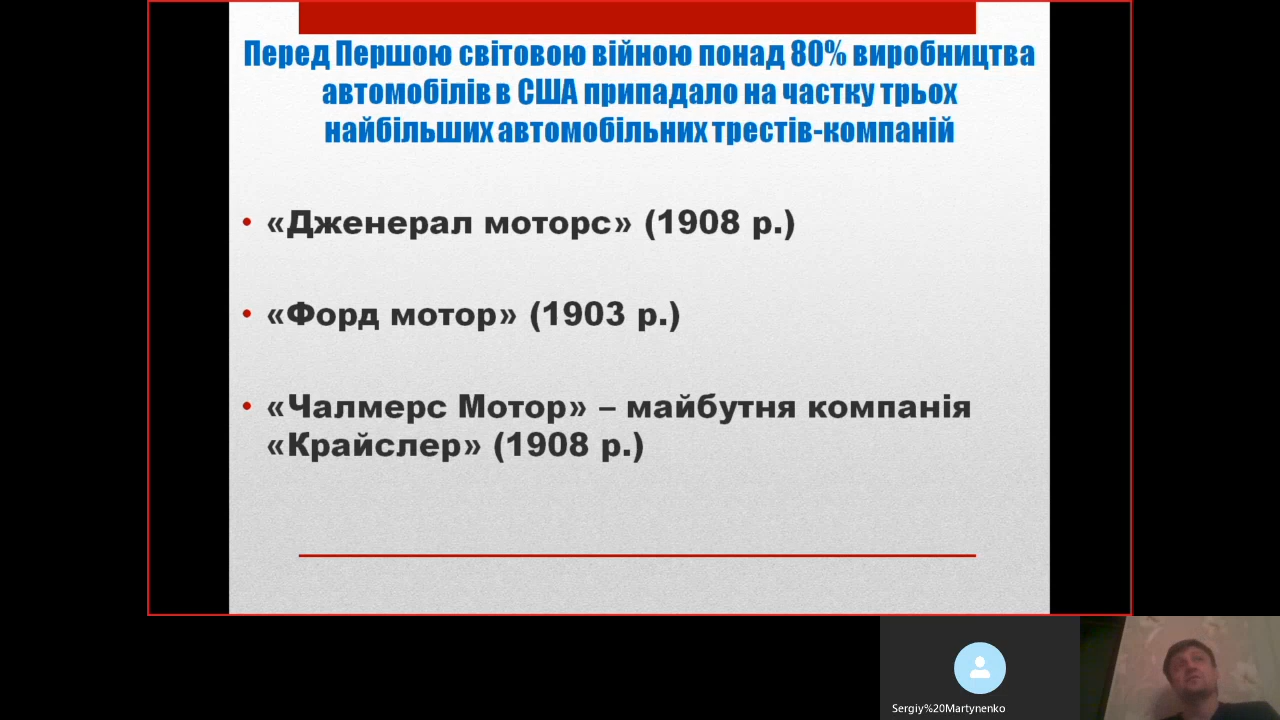 Перед Першою світовою війною понад 80% виробництва
автомобілів в США припадало на частку трьох
найбільших автомобільних трестів-компаній
• «Дженерал моторс» (1908 р.)
• «Форд мотор» (1903 р.)
• «Чалмерс Мотор» – майбутня компанія
«Крайслер» (1908 р.)
Sergiy%20Martynenko